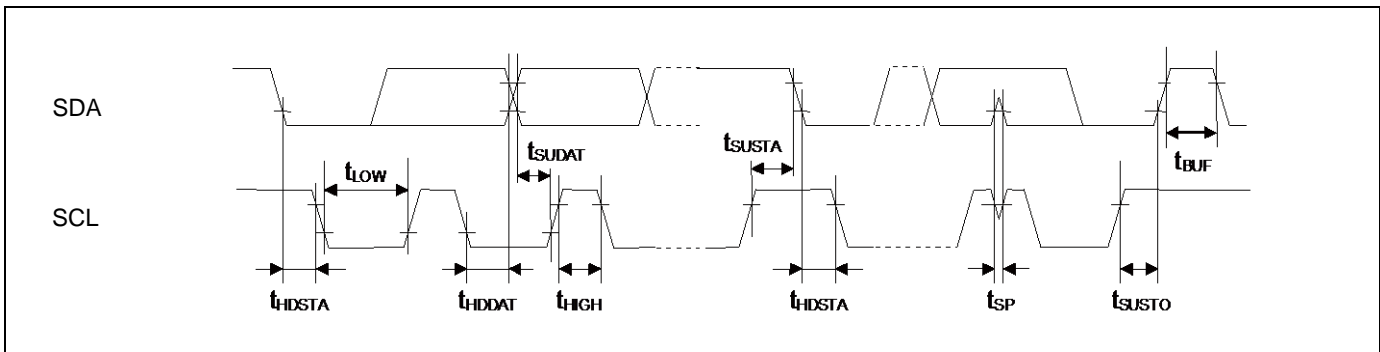 SDA
tSUSTA
tSUDAT
tBUF
tLOW
SCL
tHDSTA
tHDDAT
tHIGH
tHDSTA
tSP
tSUSTO